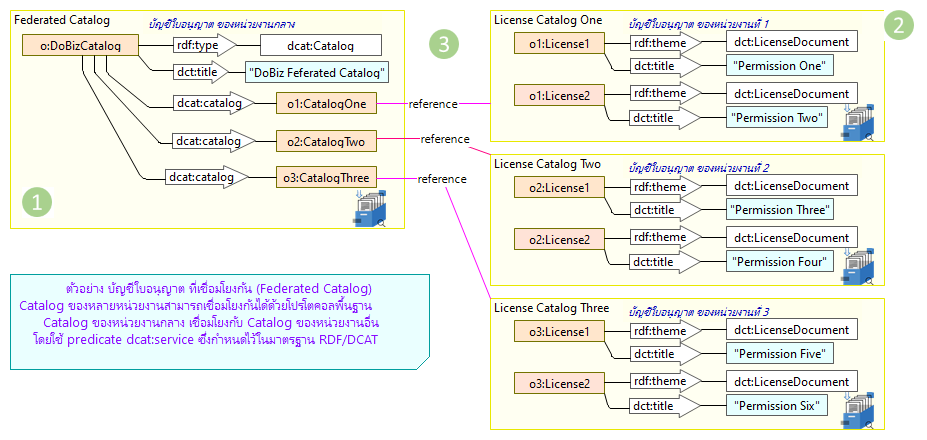 Federated Catalog
บัญชีใบอนุญาต ของหน่วยงานกลาง
o:DoBizCatalog
rdf:type
dcat:Catalog
dct:title
"DoBiz Feferated Catalog"
dcat:catalog
o1:CatalogOne
dcat:catalog
o2:CatalogTwo
dcat:catalog
o3:CatalogThree
1
3
reference
reference
reference
2
License Catalog One
บัญชีใบอนุญาต ของหน่วยงานที่ 1
o1:License1
rdf:theme
dct:LicenseDocument
dct:title
"Permission One"
o1:License2
rdf:theme
dct:LicenseDocument
dct:title
"Permission Two"
License Catalog Two
บัญชีใบอนุญาต ของหน่วยงานที่ 2
o2:License1
rdf:theme
dct:LicenseDocument
dct:title
"Permission Three"
o2:License2
rdf:theme
dct:LicenseDocument
dct:title
"Permission Four"
License Catalog Three
บัญชีใบอนุญาต ของหน่วยงานที่ 3
o3:License1
rdf:theme
dct:LicenseDocument
dct:title
"Permission Five"
o3:License2
rdf:theme
dct:LicenseDocument
dct:title
"Permission Six"
ตัวอย่าง บัญชีใบอนุญาต ที่เชื่อมโยงกัน (Federated Catalog)
Catalog ของหลายหน่วยงานสามารถเชื่อมโยงกันได้ด้วยโปรโตคอลพื้นฐาน
Catalog ของหน่วยงานกลาง เชื่อมโยงกับ Catalog ของหน่วยงานอื่น
โดยใช้ predicate dcat:service ซึ่งกำหนดไว้ในมาตรฐาน RDF/DCAT